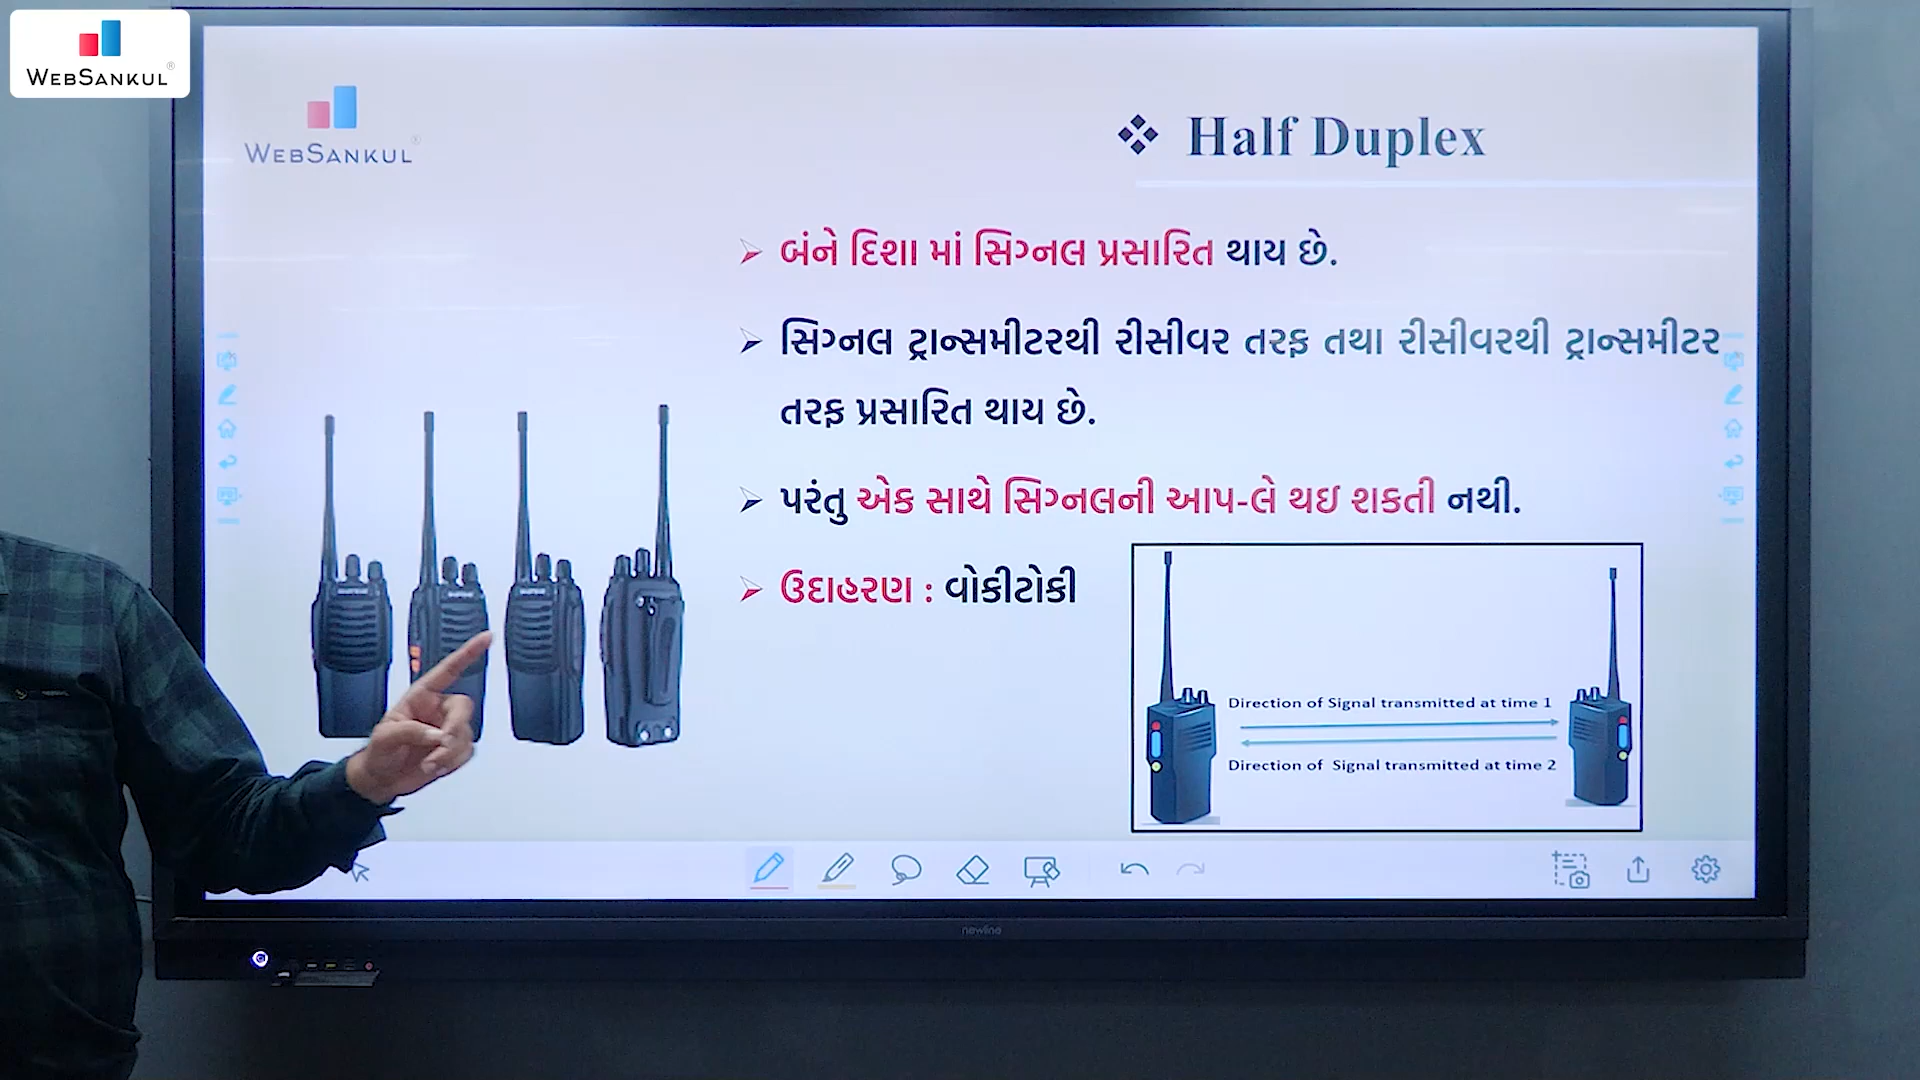 WEBSANKUL
WEBSANKUL
❖ Half Duplex
➢ બંને દિશા માં સિગ્નલ પ્રસારિત થાય છે.
➢ સિગ્નલ ટ્રાન્સમીટરથી રીસીવર તરફ તથા રીસીવરથી ટ્રાન્સમીટર
તરફ પ્રસારિત થાય છે.
➢ પરંતુ એક સાથે સિગ્નલની આપ-લે થઇ શકતી નથી.
➢ ઉદાહરણ : વોકીટોકી
Direction of Signal transmitted at time 1
Direction of Signal transmitted at time 2
newline